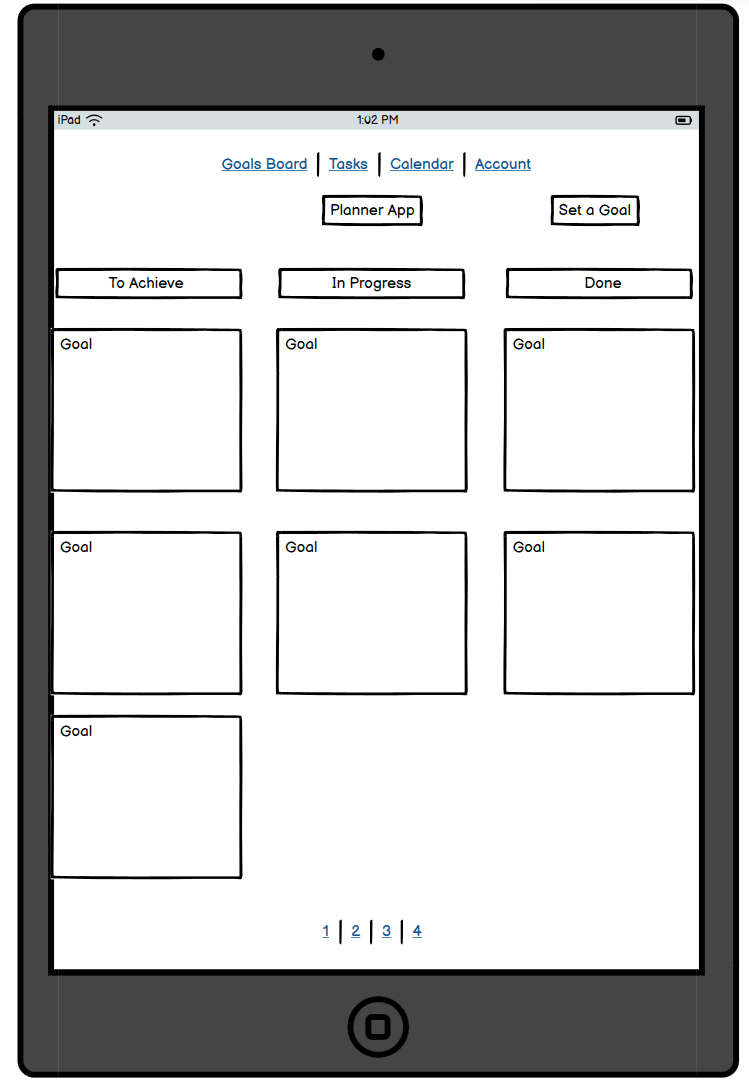 iPad 1:02 PM
Goals Board Tasks Calendar Account
Planner App Set a Goal
To Achieve In Progress Done
Goal Goal Goal
Goal Goal Goal
Goal
1 2 3 4